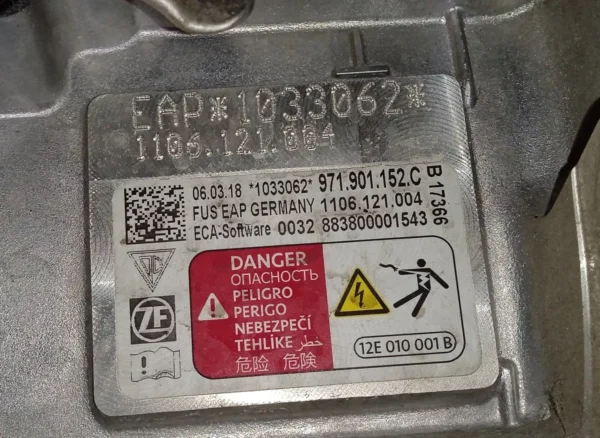 EAP*1033062*
1106.121.004
06.03.18 *1033062* 971.901.152.C
FUS EAP GERMANY 1106.121.004
ECA-Software 0032 883800001543
B 17366
ZF
DANGER
ОПАСНОСТЬ
PELIGRO
PERIGO
NEBEZPEČÍ
TEHLİKE خطر
危险 危険
12E 010 001 B